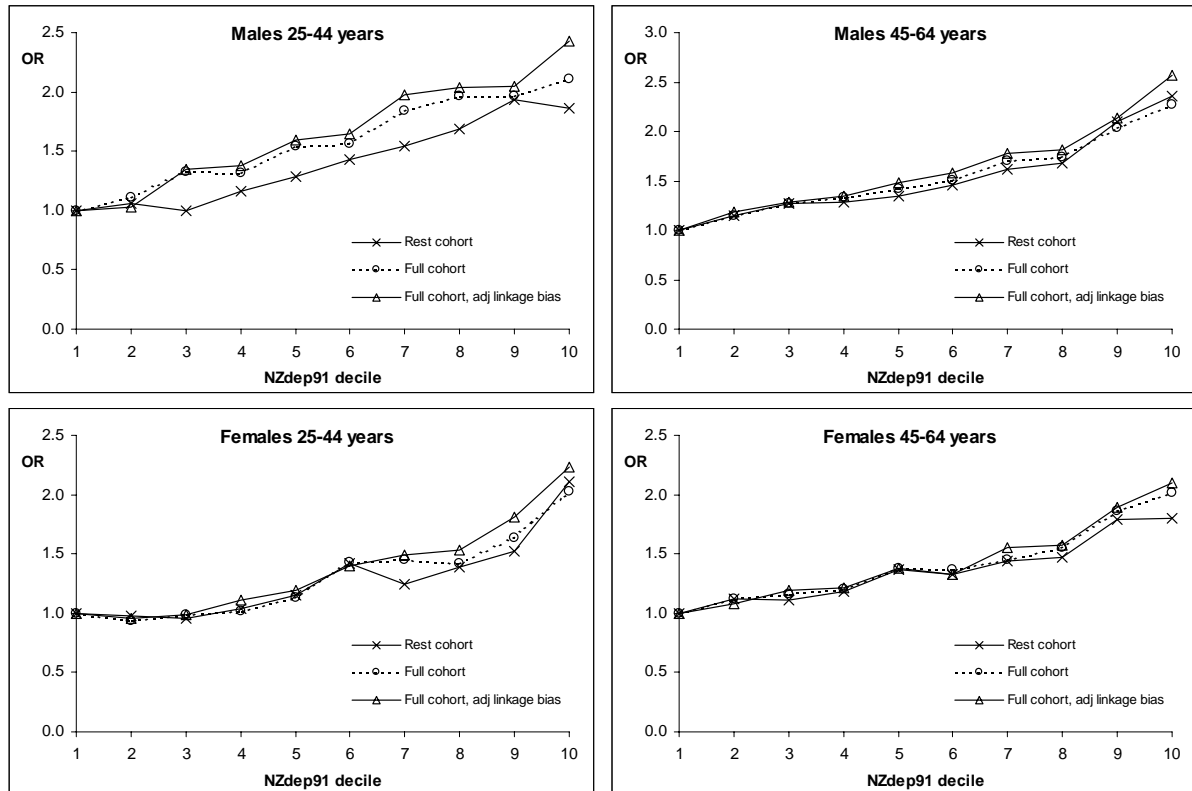 Males 25-44 years
OR
2.5
2.0
1.5
1.0
0.5
0.0
Rest cohort
Full cohort
Full cohort, adj linkage bias
1 2 3 4 5 6 7 8 9 10
NZdep91 decile
Males 45-64 years
OR
3.0
2.5
2.0
1.5
1.0
0.5
0.0
Rest cohort
Full cohort
Full cohort, adj linkage bias
1 2 3 4 5 6 7 8 9 10
NZdep91 decile
Females 25-44 years
OR
2.5
2.0
1.5
1.0
0.5
0.0
Rest cohort
Full cohort
Full cohort, adj linkage bias
1 2 3 4 5 6 7 8 9 10
NZdep91 decile
Females 45-64 years
OR
2.5
2.0
1.5
1.0
0.5
0.0
Rest cohort
Full cohort
Full cohort, adj linkage bias
1 2 3 4 5 6 7 8 9 10
NZdep91 decile